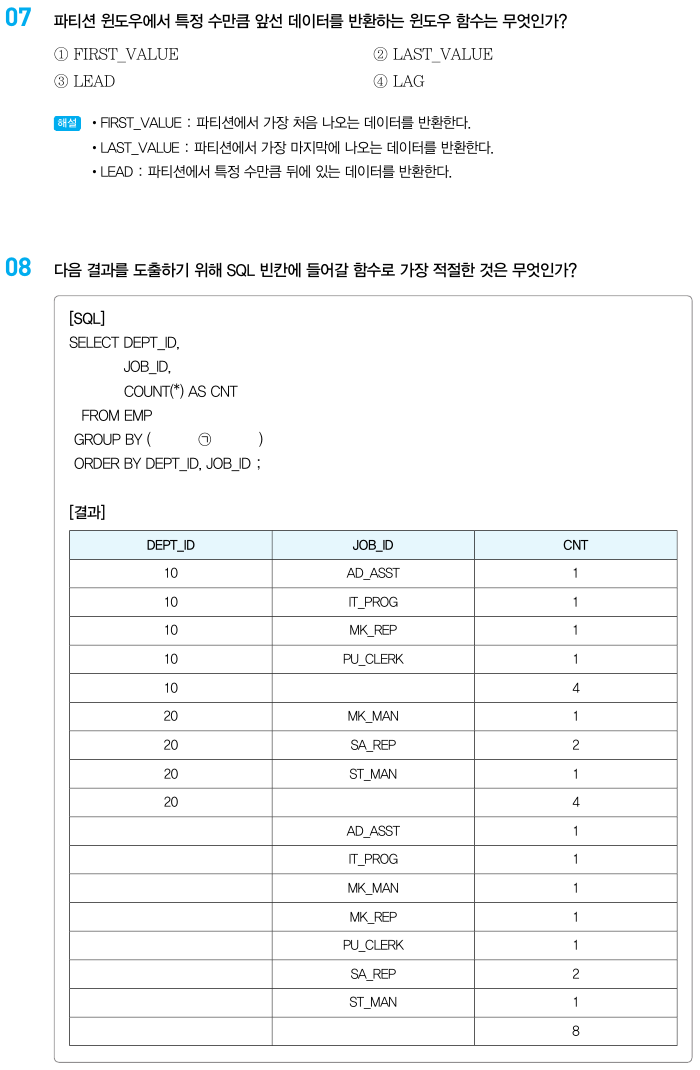 07 파티션 윈도우에서 특정 수만큼 앞선 데이터를 반환하는 윈도우 함수는 무엇인가?
① FIRST_VALUE ② LAST_VALUE
③ LEAD ④ LAG
해설 • FIRST_VALUE : 파티션에서 가장 처음 나오는 데이터를 반환한다.
• LAST_VALUE : 파티션에서 가장 마지막에 나오는 데이터를 반환한다.
• LEAD : 파티션에서 특정 수만큼 뒤에 있는 데이터를 반환한다.
08 다음 결과를 도출하기 위해 SQL 빈칸에 들어갈 함수로 가장 적절한 것은 무엇인가?
[SQL]
SELECT DEPT_ID,
JOB_ID,
COUNT(*) AS CNT
FROM EMP
GROUP BY ( ㉠ )
ORDER BY DEPT_ID, JOB_ID ;
[결과]
DEPT_ID JOB_ID CNT
10 AD_ASST 1
10 IT_PROG 1
10 MK_REP 1
10 PU_CLERK 1
10 4
20 MK_MAN 1
20 SA_REP 2
20 ST_MAN 1
20 4
AD_ASST 1
IT_PROG 1
MK_MAN 1
MK_REP 1
PU_CLERK 1
SA_REP 2
ST_MAN 1
8